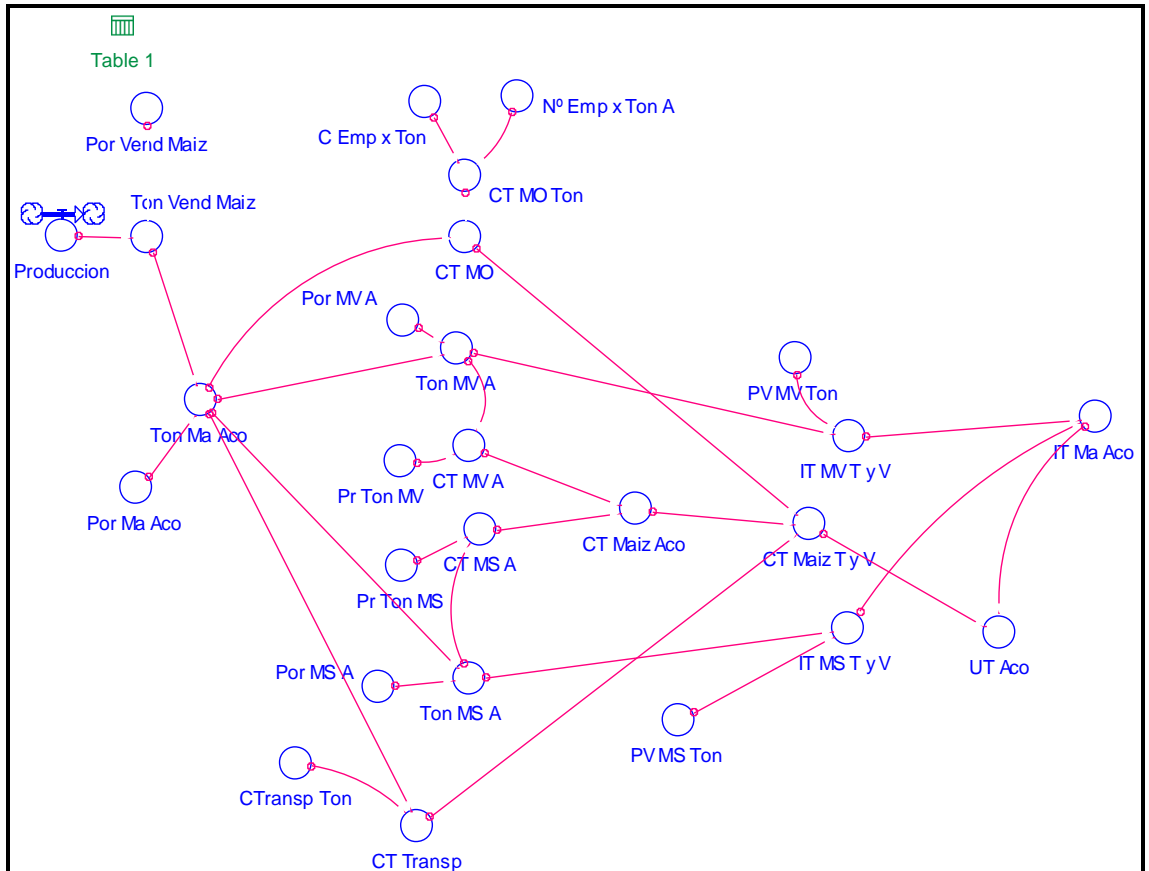 Table 1
Nº Emp x Ton A
C Emp x Ton
Por Vend Maiz
CT MO Ton
Ton Vend Maiz
Produccion
CT MO
Por MV A
Ton MV A
PV MV Ton
Ton Ma Aco
IT MV T y V
IT Ma Aco
CT MV A
Pr Ton MV
Por Ma Aco
CT Maiz Aco
CT MS A
CT Maiz T y V
Pr Ton MS
IT MS T y V
UT Aco
Por MS A
Ton MS A
PV MS Ton
CTransp Ton
CT Transp